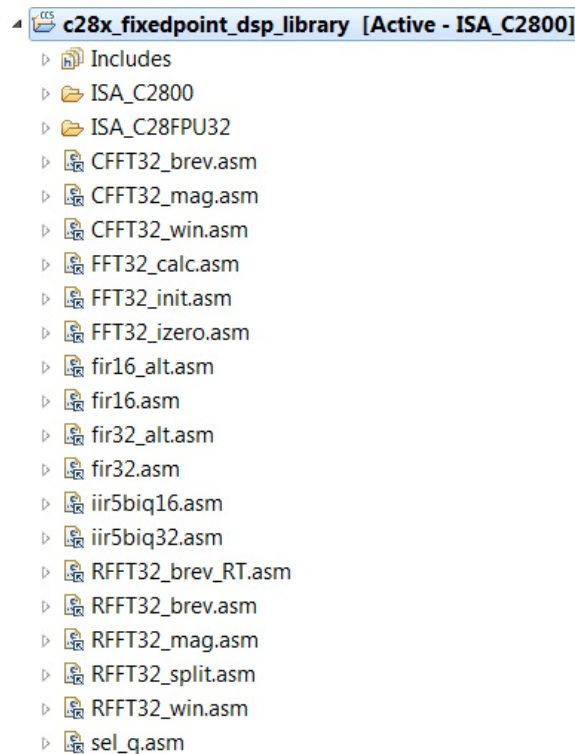 c28x_fixedpoint_dsp_library [Active - ISA_C2800]
Includes
ISA_C2800
ISA_C28FPU32
CFFT32_brev.asm
CFFT32_mag.asm
CFFT32_win.asm
FFT32_calc.asm
FFT32_init.asm
FFT32_izero.asm
fir16_alt.asm
fir16.asm
fir32_alt.asm
fir32.asm
iir5biq16.asm
iir5biq32.asm
RFFT32_brev_RT.asm
RFFT32_brev.asm
RFFT32_mag.asm
RFFT32_split.asm
RFFT32_win.asm
sel_q.asm